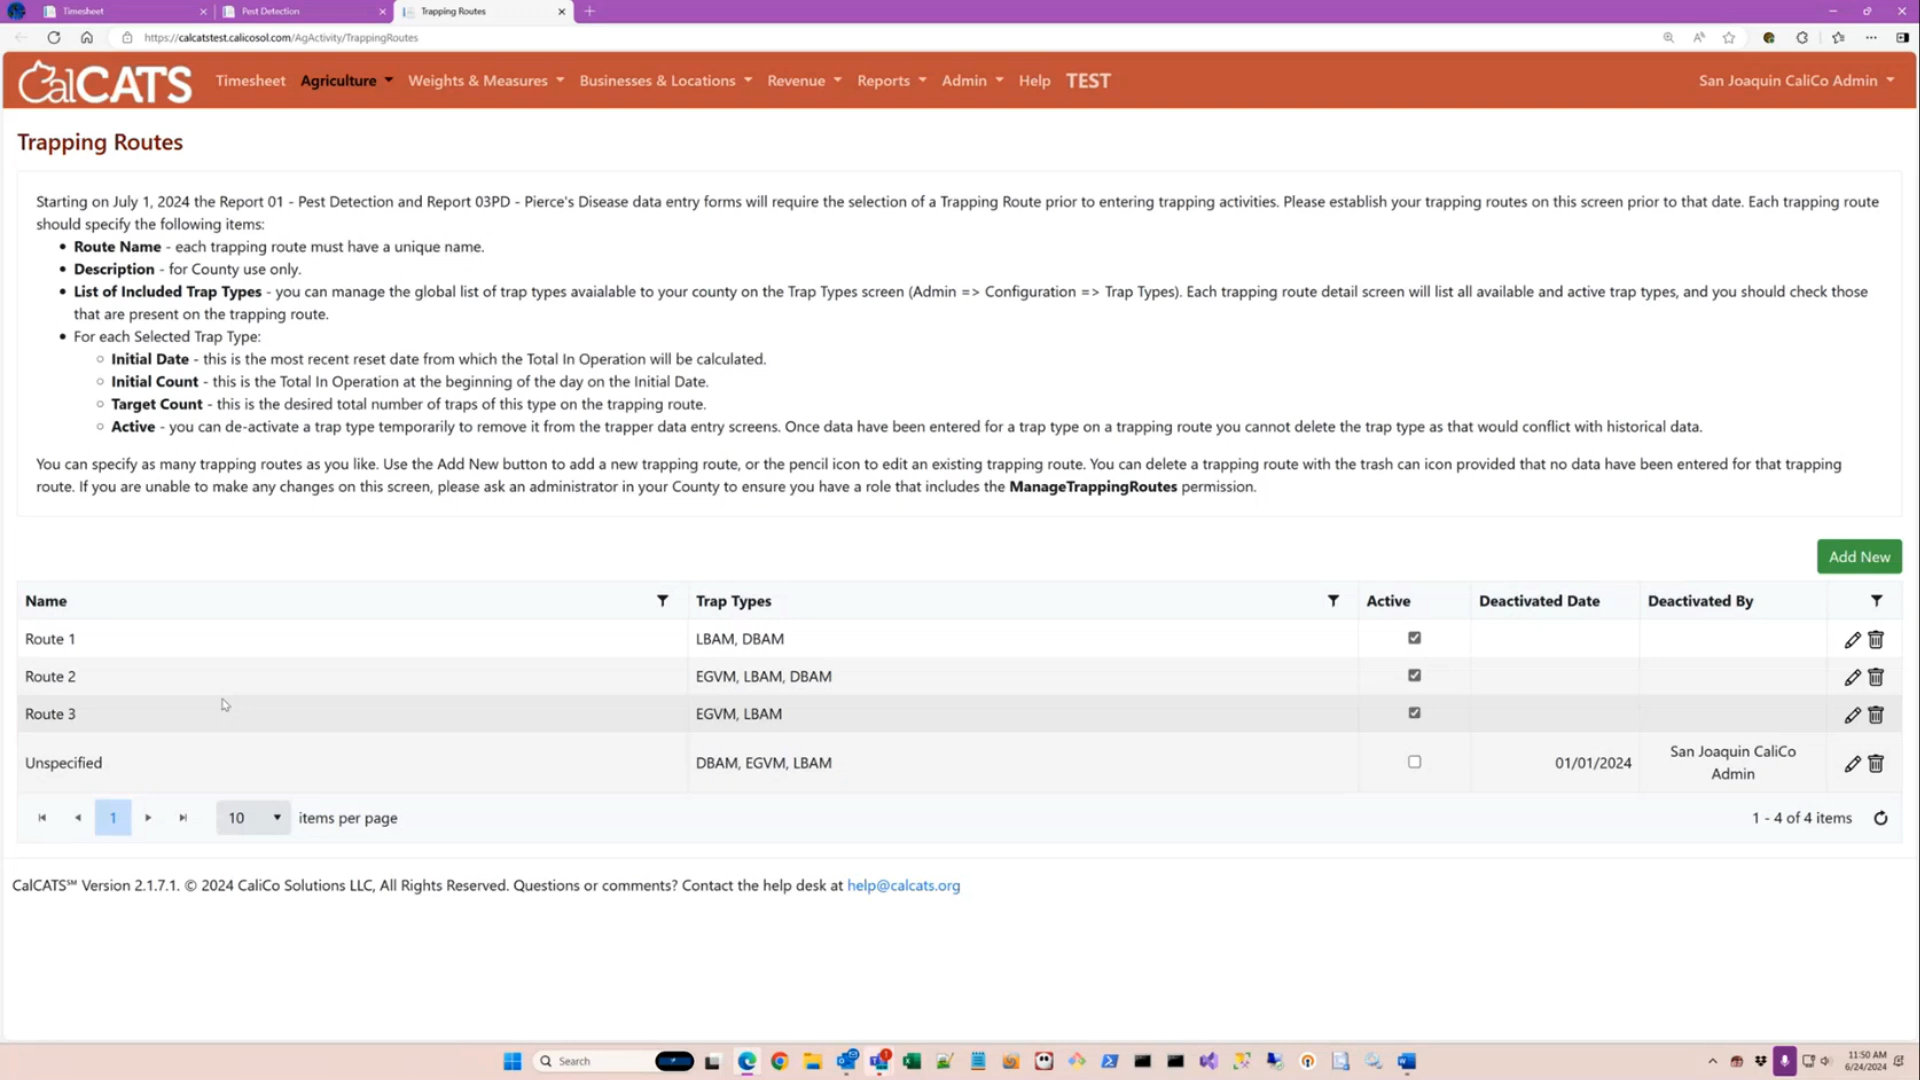 Timesheet
Pest Detection
Trapping Routes
https://calcatstest.calicosol.com/AgActivity/TrappingRoutes
CalCATS Timesheet Agriculture Weights & Measures Businesses & Locations Revenue Reports Admin Help TEST San Joaquin CaliCo Admin
Trapping Routes
Starting on July 1, 2024 the Report 01 - Pest Detection and Report 03PD - Pierce's Disease data entry forms will require the selection of a Trapping Route prior to entering trapping activities. Please establish your trapping routes on this screen prior to that date. Each trapping route
should specify the following items:
• Route Name - each trapping route must have a unique name.
• Description - for County use only.
• List of Included Trap Types - you can manage the global list of trap types avaialable to your county on the Trap Types screen (Admin => Configuration => Trap Types). Each trapping route detail screen will list all available and active trap types, and you should check those
that are present on the trapping route.
• For each Selected Trap Type:
○ Initial Date - this is the most recent reset date from which the Total In Operation will be calculated.
○ Initial Count - this is the Total In Operation at the beginning of the day on the Initial Date.
○ Target Count - this is the desired total number of traps of this type on the trapping route.
○ Active - you can de-activate a trap type temporarily to remove it from the trapper data entry screens. Once data have been entered for a trap type on a trapping route you cannot delete the trap type as that would conflict with historical data.
You can specify as many trapping routes as you like. Use the Add New button to add a new trapping route, or the pencil icon to edit an existing trapping route. You can delete a trapping route with the trash can icon provided that no data have been entered for that trapping
route. If you are unable to make any changes on this screen, please ask an administrator in your County to ensure you have a role that includes the ManageTrappingRoutes permission.
Add New
Name Trap Types Active Deactivated Date Deactivated By
Route 1 LBAM, DBAM
Route 2 EGVM, LBAM, DBAM
Route 3 EGVM, LBAM
Unspecified DBAM, EGVM, LBAM 01/01/2024 San Joaquin CaliCo
Admin
1 10 items per page 1 - 4 of 4 items
CalCATS℠ Version 2.1.7.1. © 2024 CaliCo Solutions LLC, All Rights Reserved. Questions or comments? Contact the help desk at help@calcats.org
Search
11:50 AM
6/24/2024